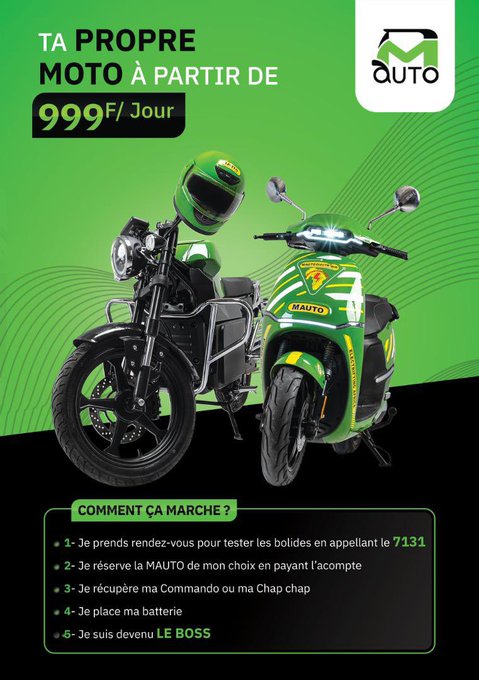 TA PROPRE
MOTO À PARTIR DE
999F/ Jour
M
AUTO
MAUTO
COMMENT ÇA MARCHE ?
1- Je prends rendez-vous pour tester les bolides en appellant le 7131
2- Je réserve la MAUTO de mon choix en payant l'acompte
3- Je récupère ma Commando ou ma Chap chap
4- Je place ma batterie
5- Je suis devenu LE BOSS